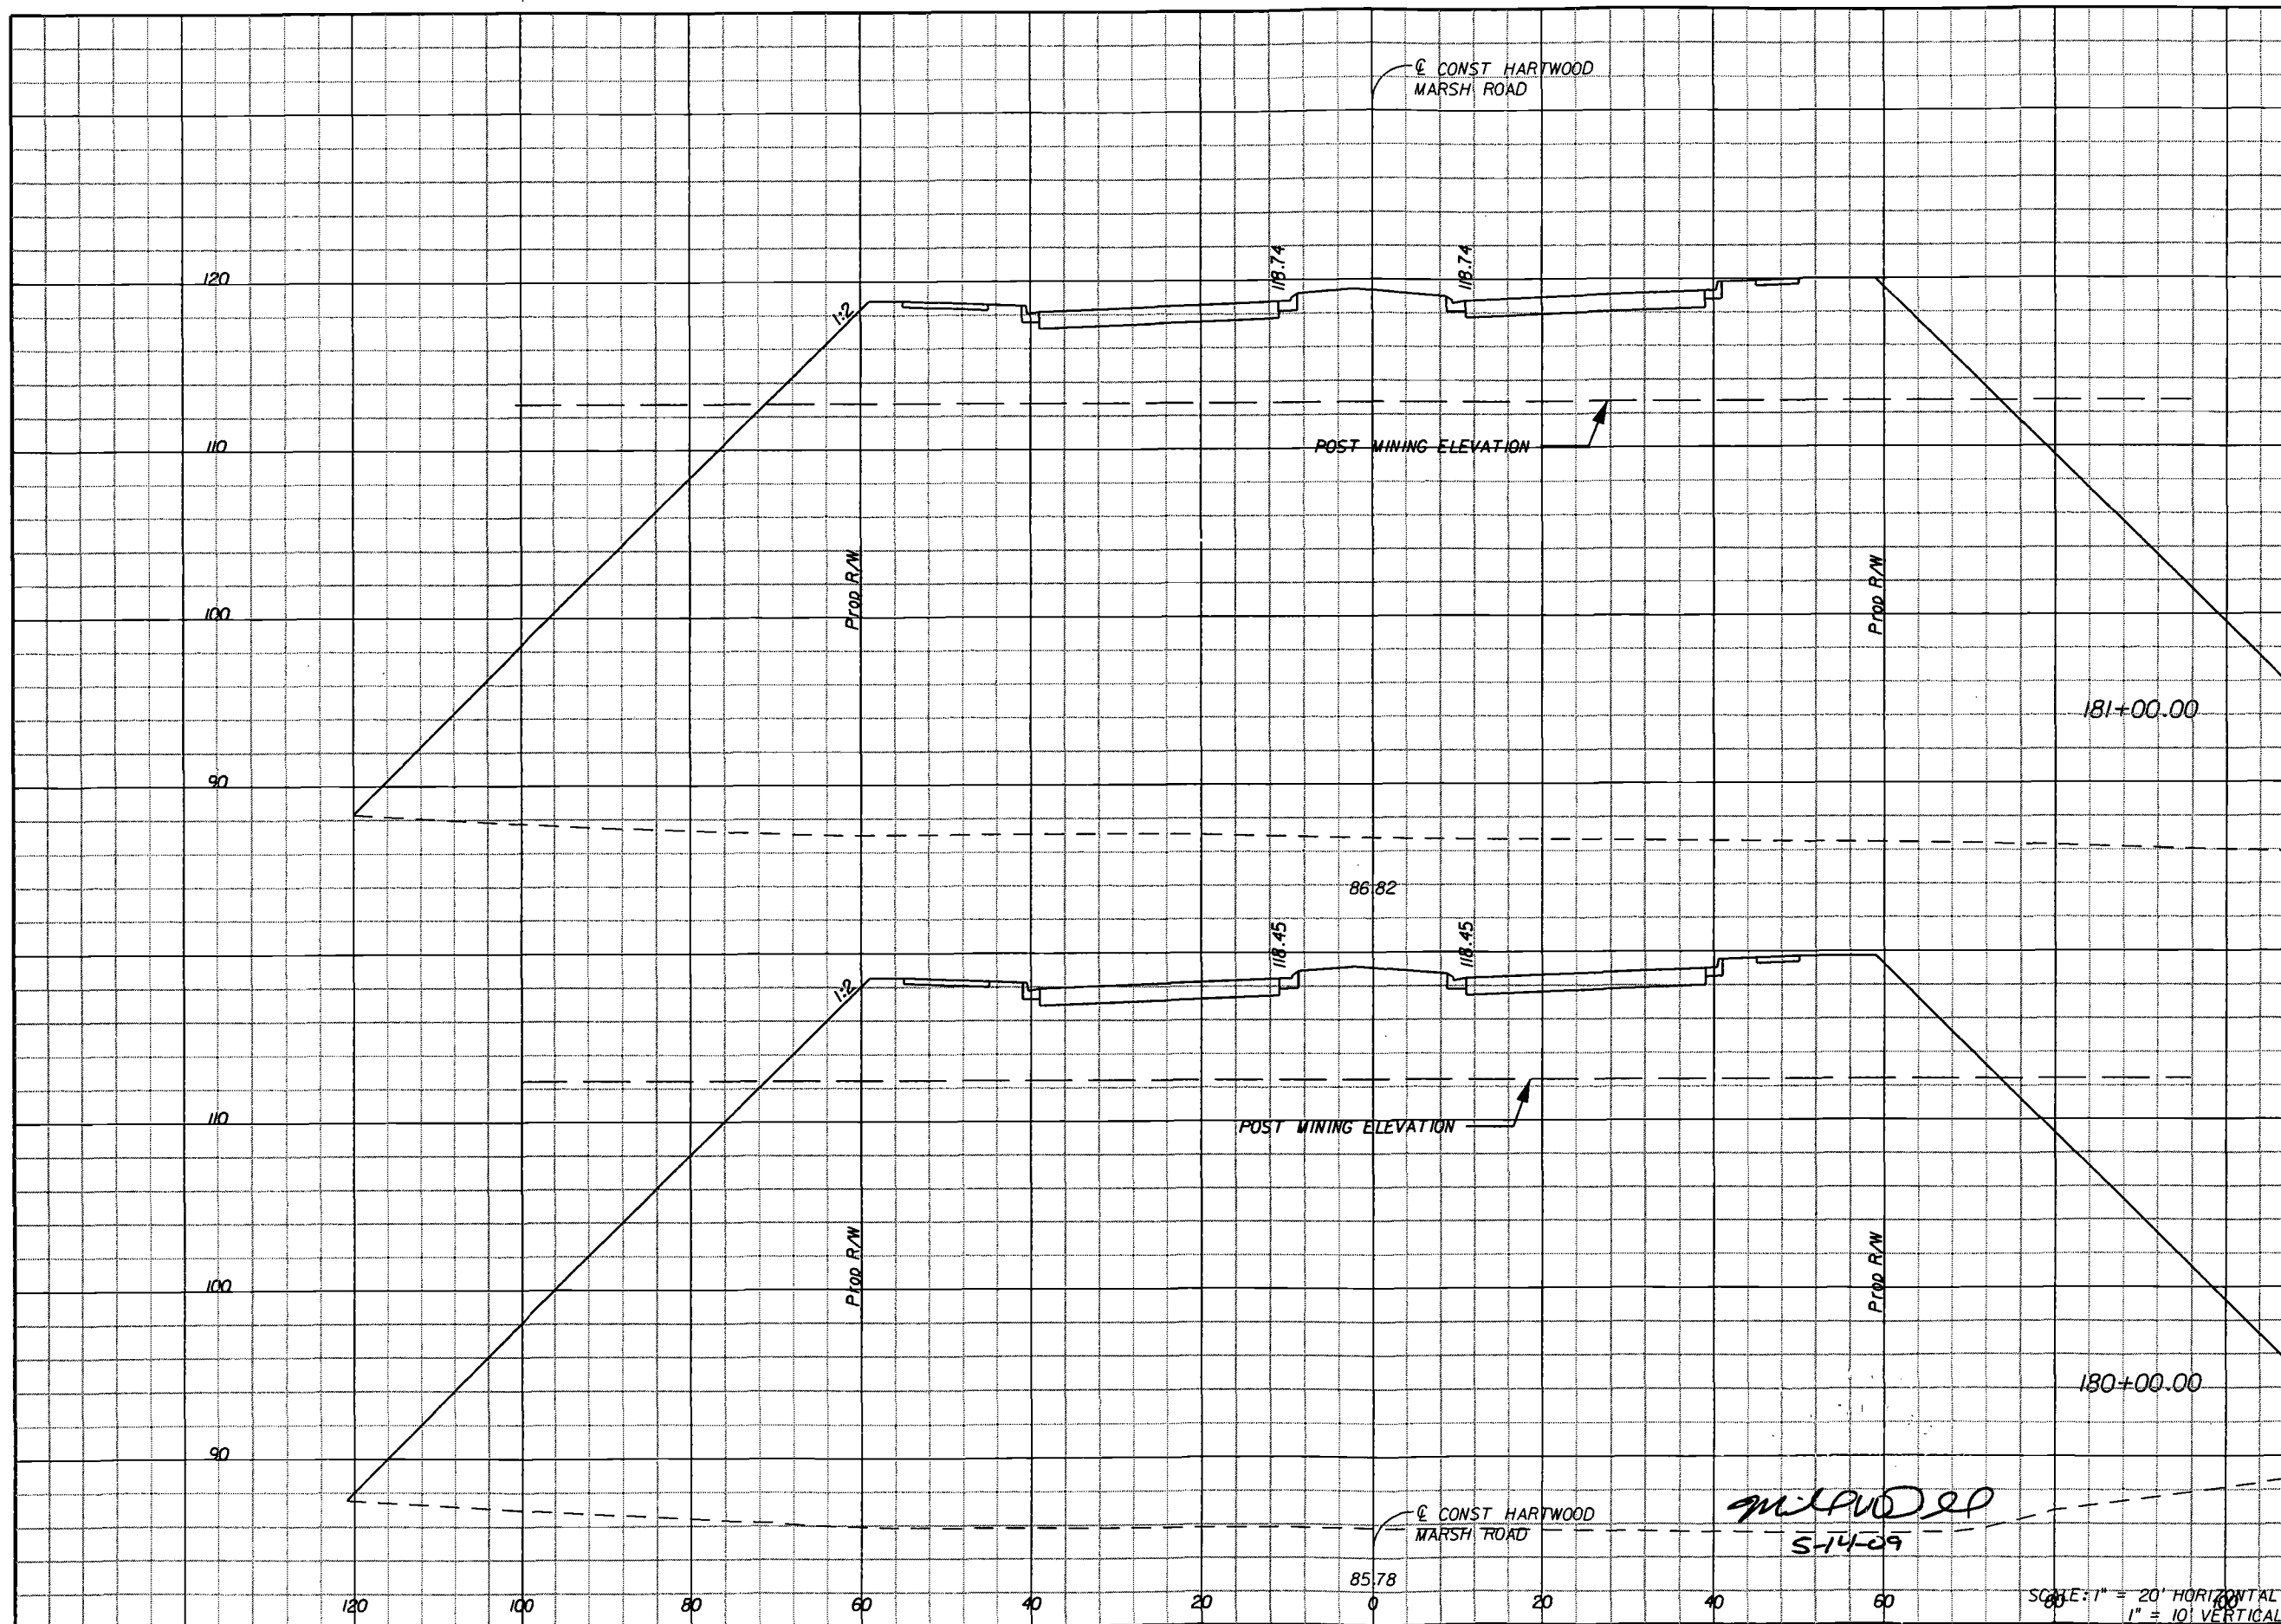 ℄ CONST HARTWOOD
MARSH ROAD
118.74
118.74
120
1:2
110
POST MINING ELEVATION
Prop R/W
Prop R/W
100
181+00.00
90
86.82
118.45
118.45
1:2
110
POST MINING ELEVATION
Prop R/W
Prop R/W
100
180+00.00
90
℄ CONST HARTWOOD
MARSH ROAD
5-14-09
85.78
120 100 80 60 40 20 0 20 40 60 80 100
SCALE: 1" = 20' HORIZONTAL
1" = 10' VERTICAL